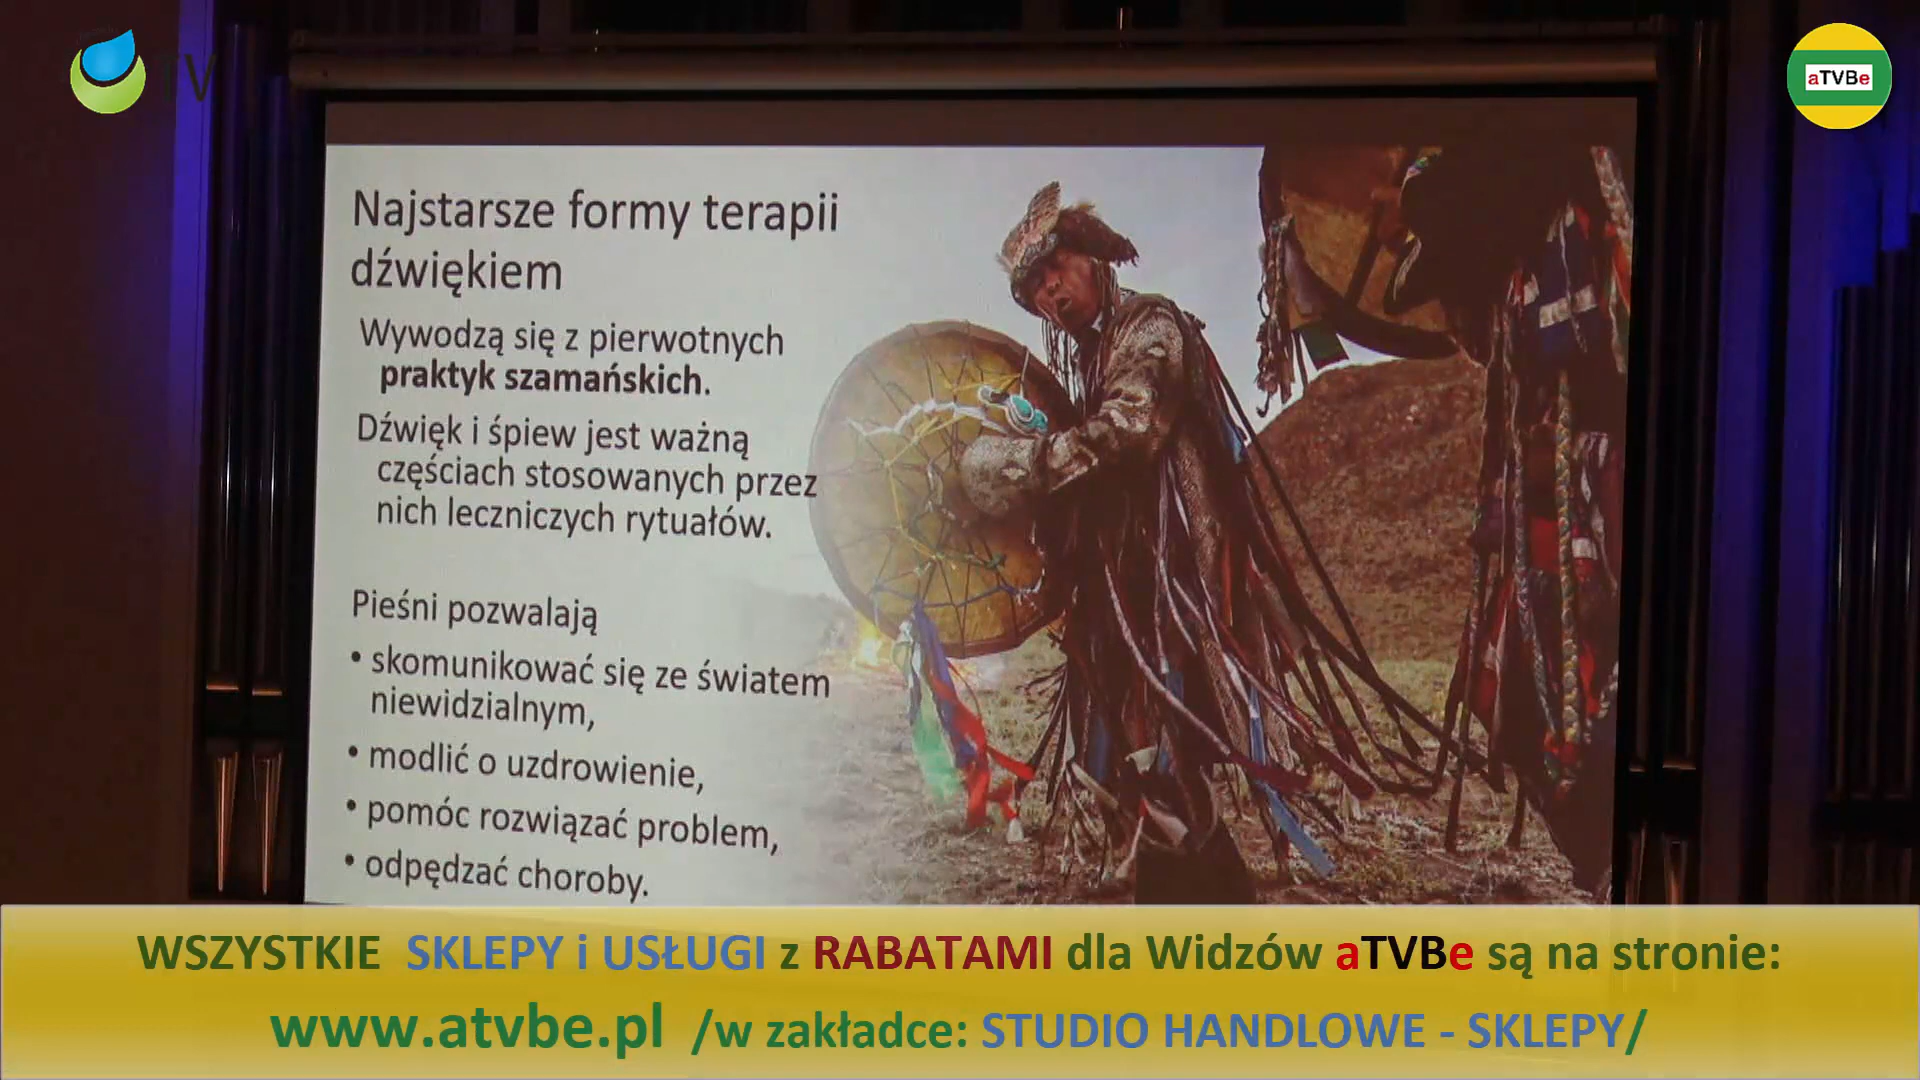 TV
aTVBe
Najstarsze formy terapii
dźwiękiem
Wywodzą się z pierwotnych
praktyk szamańskich.
Dźwięk i śpiew jest ważną
częściach stosowanych przez
nich leczniczych rytuałów.
Pieśni pozwalają
• skomunikować się ze światem
niewidzialnym,
• modlić o uzdrowienie,
• pomóc rozwiązać problem,
• odpędzać choroby.
WSZYSTKIE SKLEPY i USŁUGI z RABATAMI dla Widzów aTVBe są na stronie:
www.atvbe.pl /w zakładce: STUDIO HANDLOWE - SKLEPY/